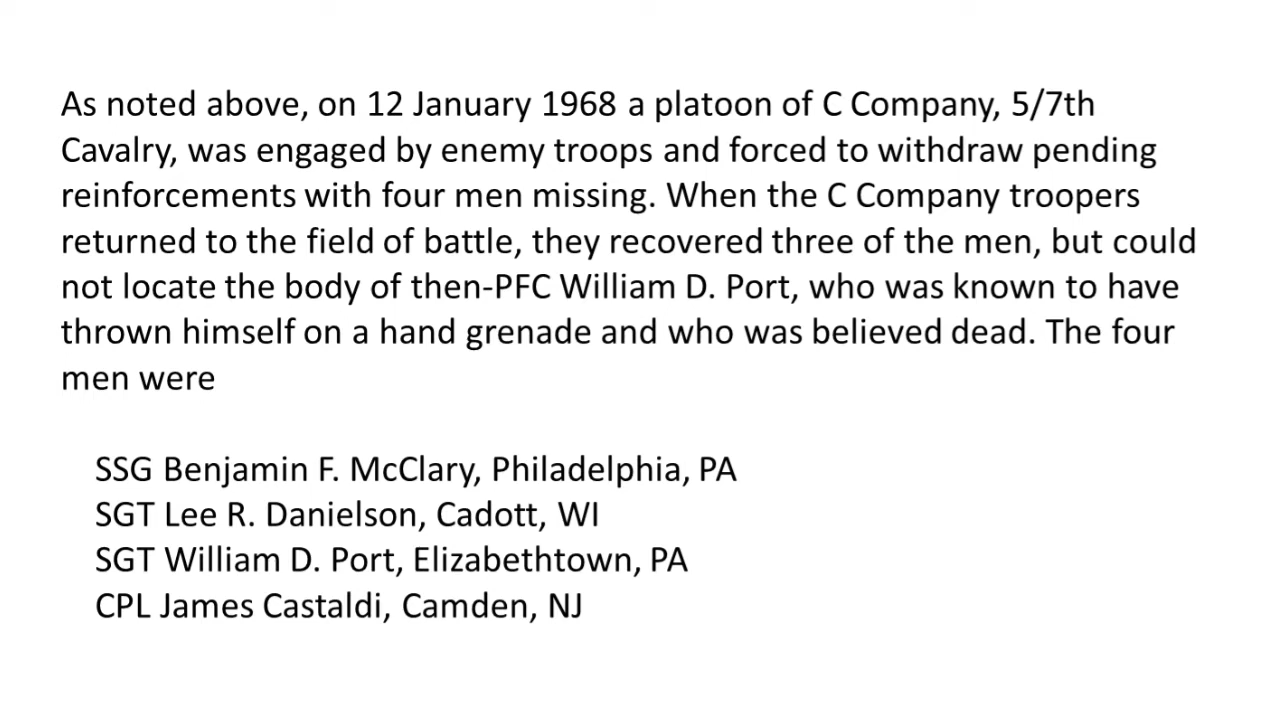 As noted above, on 12 January 1968 a platoon of C Company, 5/7th
Cavalry, was engaged by enemy troops and forced to withdraw pending
reinforcements with four men missing. When the C Company troopers
returned to the field of battle, they recovered three of the men, but could
not locate the body of then-PFC William D. Port, who was known to have
thrown himself on a hand grenade and who was believed dead. The four
men were
SSG Benjamin F. McClary, Philadelphia, PA
SGT Lee R. Danielson, Cadott, WI
SGT William D. Port, Elizabethtown, PA
CPL James Castaldi, Camden, NJ